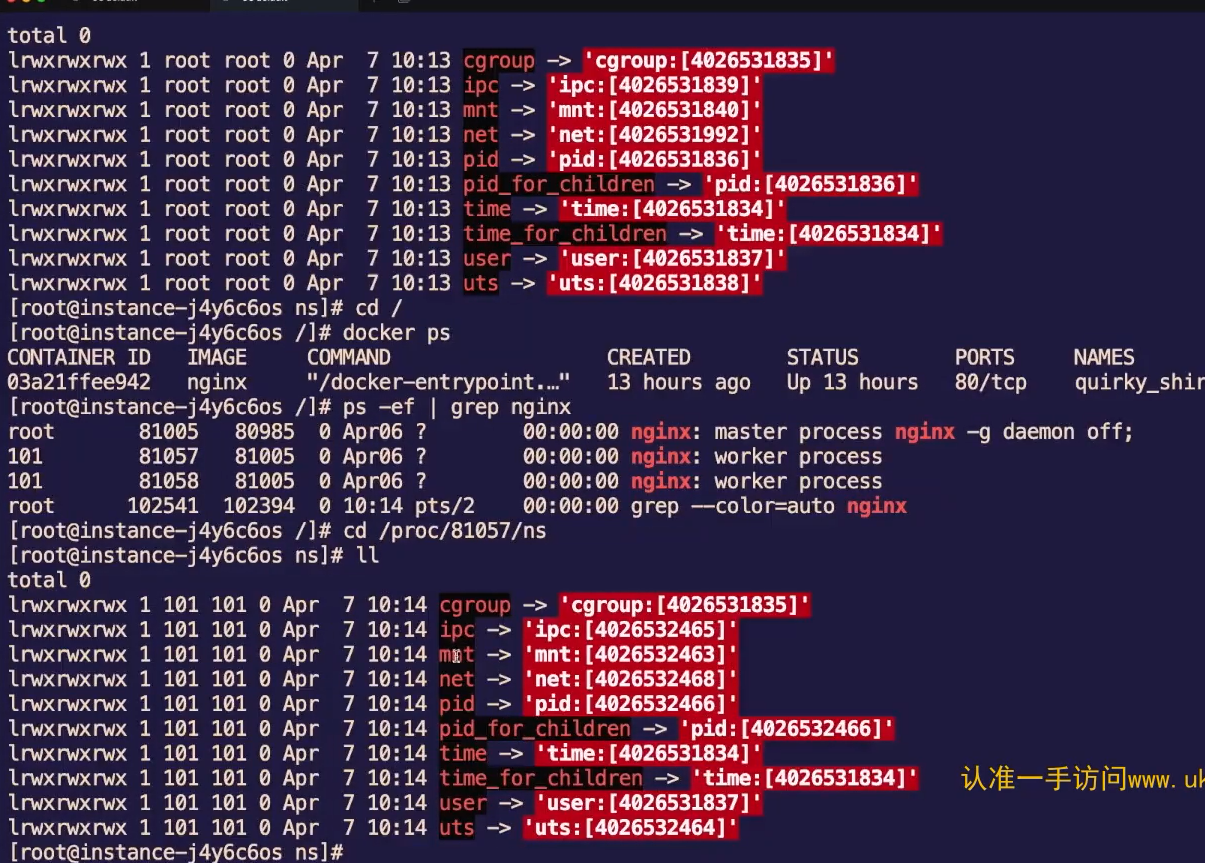 total 0
lrwxrwxrwx 1 root root 0 Apr  7 10:13 cgroup -> 'cgroup:[4026531835]'
lrwxrwxrwx 1 root root 0 Apr  7 10:13 ipc -> 'ipc:[4026531839]'
lrwxrwxrwx 1 root root 0 Apr  7 10:13 mnt -> 'mnt:[4026531840]'
lrwxrwxrwx 1 root root 0 Apr  7 10:13 net -> 'net:[4026531992]'
lrwxrwxrwx 1 root root 0 Apr  7 10:13 pid -> 'pid:[4026531836]'
lrwxrwxrwx 1 root root 0 Apr  7 10:13 pid_for_children -> 'pid:[4026531836]'
lrwxrwxrwx 1 root root 0 Apr  7 10:13 time -> 'time:[4026531834]'
lrwxrwxrwx 1 root root 0 Apr  7 10:13 time_for_children -> 'time:[4026531834]'
lrwxrwxrwx 1 root root 0 Apr  7 10:13 user -> 'user:[4026531837]'
lrwxrwxrwx 1 root root 0 Apr  7 10:13 uts -> 'uts:[4026531838]'
[root@instance-j4y6c6os ns]# cd /
[root@instance-j4y6c6os /]# docker ps
CONTAINER ID   IMAGE     COMMAND                  CREATED        STATUS        PORTS     NAMES
03a21ffee942   nginx     "/docker-entrypoint.…"   13 hours ago   Up 13 hours   80/tcp    quirky_shir
[root@instance-j4y6c6os /]# ps -ef | grep nginx
root       81005   80985  0 Apr06 ?        00:00:00 nginx: master process nginx -g daemon off;
101        81057   81005  0 Apr06 ?        00:00:00 nginx: worker process
101        81058   81005  0 Apr06 ?        00:00:00 nginx: worker process
root      102541  102394  0 10:14 pts/2    00:00:00 grep --color=auto nginx
[root@instance-j4y6c6os /]# cd /proc/81057/ns
[root@instance-j4y6c6os ns]# ll
total 0
lrwxrwxrwx 1 101 101 0 Apr  7 10:14 cgroup -> 'cgroup:[4026531835]'
lrwxrwxrwx 1 101 101 0 Apr  7 10:14 ipc -> 'ipc:[4026532465]'
lrwxrwxrwx 1 101 101 0 Apr  7 10:14 mnt -> 'mnt:[4026532463]'
lrwxrwxrwx 1 101 101 0 Apr  7 10:14 net -> 'net:[4026532468]'
lrwxrwxrwx 1 101 101 0 Apr  7 10:14 pid -> 'pid:[4026532466]'
lrwxrwxrwx 1 101 101 0 Apr  7 10:14 pid_for_children -> 'pid:[4026532466]'
lrwxrwxrwx 1 101 101 0 Apr  7 10:14 time -> 'time:[4026531834]'
lrwxrwxrwx 1 101 101 0 Apr  7 10:14 time_for_children -> 'time:[4026531834]'
认准一手访问www.uk
lrwxrwxrwx 1 101 101 0 Apr  7 10:14 user -> 'user:[4026531837]'
lrwxrwxrwx 1 101 101 0 Apr  7 10:14 uts -> 'uts:[4026532464]'
[root@instance-j4y6c6os ns]#